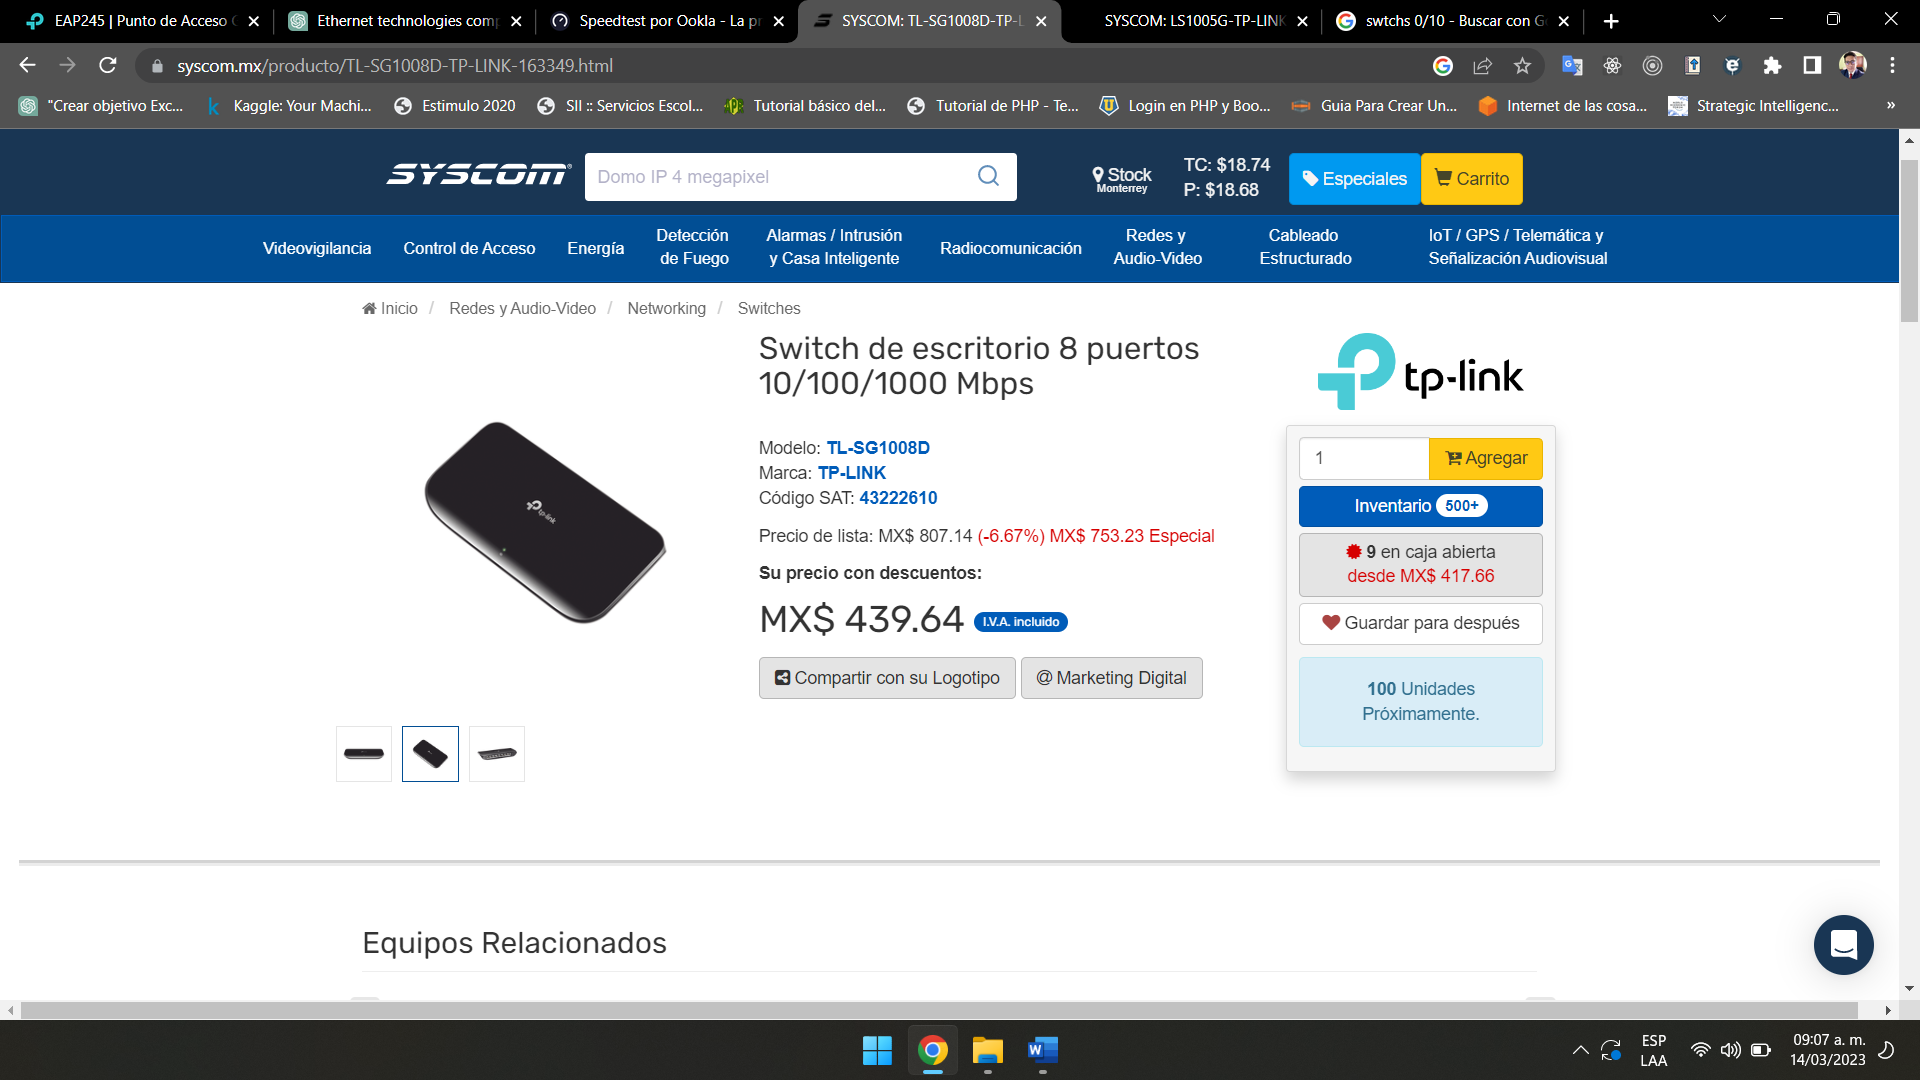 EAP245 | Punto de Acceso
Ethernet technologies com
Speedtest por Ookla - La p
SYSCOM: TL-SG1008D-TP-L
SYSCOM: LS1005G-TP-LINK
swtchs 0/10 - Buscar con G
syscom.mx/producto/TL-SG1008D-TP-LINK-163349.html
"Crear objetivo Exc...
Kaggle: Your Machi...
Estimulo 2020
SII :: Servicios Escol...
Tutorial básico del...
Tutorial de PHP - Te...
Login en PHP y Boo...
Guia Para Crear Un...
Internet de las cosa...
Strategic Intelligenc...
»
SYSCOM
Domo IP 4 megapixel
Stock
Monterrey
TC: $18.74
P: $18.68
Especiales
Carrito
Videovigilancia
Control de Acceso
Energía
Detección
de Fuego
Alarmas / Intrusión
y Casa Inteligente
Radiocomunicación
Redes y
Audio-Video
Cableado
Estructurado
IoT / GPS / Telemática y
Señalización Audiovisual
Inicio / Redes y Audio-Video / Networking / Switches
Switch de escritorio 8 puertos
10/100/1000 Mbps
tp-link
Modelo: TL-SG1008D
Marca: TP-LINK
Código SAT: 43222610
Precio de lista: MX$ 807.14 (-6.67%) MX$ 753.23 Especial
Su precio con descuentos:
MX$ 439.64 I.V.A. incluido
Compartir con su Logotipo
@ Marketing Digital
tp-link
1
Agregar
Inventario 500+
9 en caja abierta
desde MX$ 417.66
Guardar para después
100 Unidades
Próximamente.
Equipos Relacionados
ESP
LAA
09:07 a. m.
14/03/2023